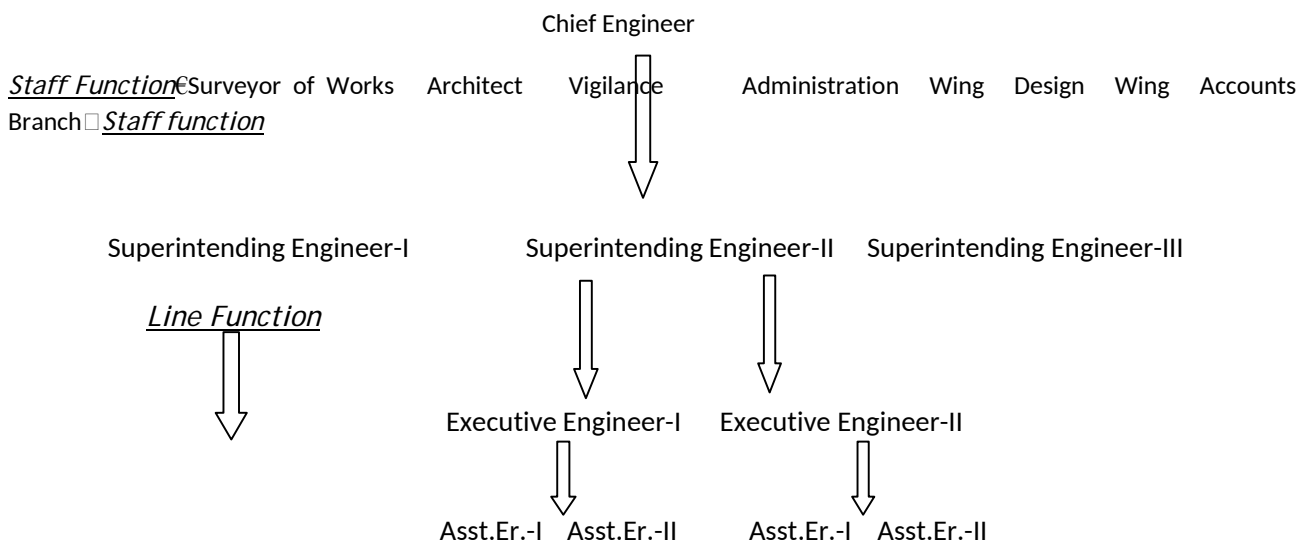 Chief Engineer
Staff Function€Surveyor of Works Architect Vigilance Administration Wing Design Wing Accounts
Branch□Staff function
Superintending Engineer-I Superintending Engineer-II Superintending Engineer-III
Line Function
Executive Engineer-I Executive Engineer-II
Asst.Er.-I Asst.Er.-II Asst.Er.-I Asst.Er.-II